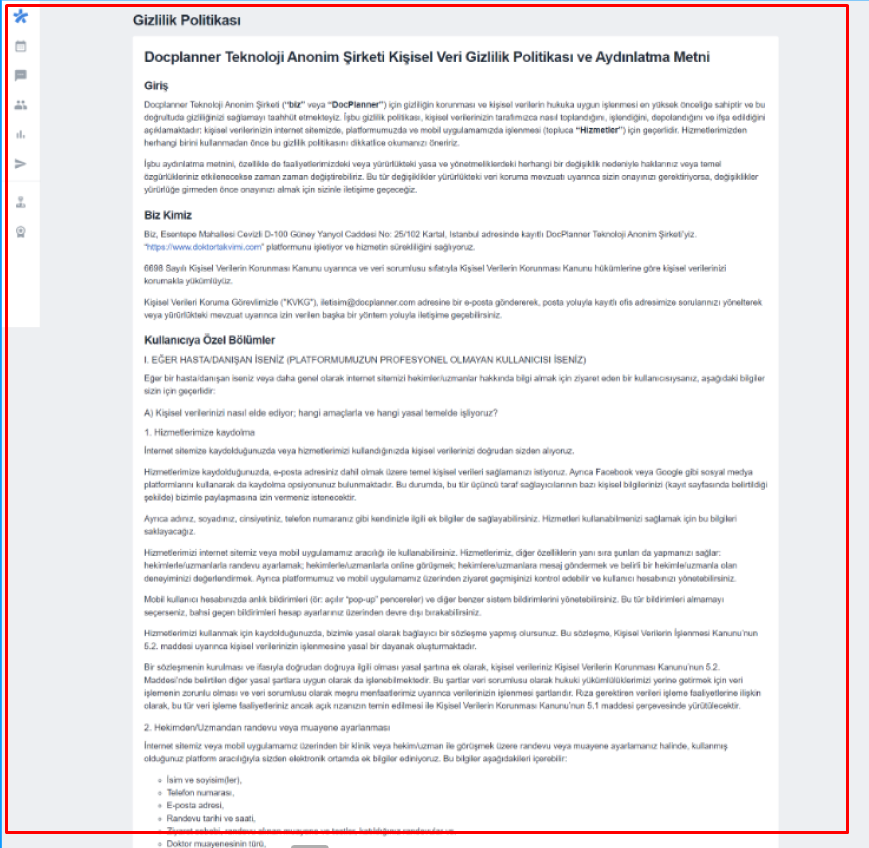 Gizlilik Politikası
Docplanner Teknoloji Anonim Şirketi Kişisel Veri Gizlilik Politikası ve Aydınlatma Metni
Giriş
Docplanner Teknoloji Anonim Şirketi ("biz" veya "DocPlanner") için gizliliğin korunması ve kişisel verilerin hukuka uygun işlenmesi en yüksek önceliğe sahiptir ve bu
doğrultuda gizliliğinizi sağlamayı taahhüt etmekteyiz. İşbu gizlilik politikası, kişisel verilerinizin tarafımızca nasıl toplandığını, işlendiğini, depolandığını ve ifşa edildiğini
açıklamaktadır: kişisel verilerinizin internet sitemizde, platformumuzda ve mobil uygulamamızda işlenmesi (topluca "Hizmetler") için geçerlidir. Hizmetlerimizden
herhangi birini kullanmadan önce bu gizlilik politikasını dikkatlice okumanızı öneririz.
İşbu aydınlatma metnini, özellikle de faaliyetlerimizdeki veya yürürlükteki yasa ve yönetmeliklerdeki herhangi bir değişiklik nedeniyle haklarınız veya temel
özgürlükleriniz etkilenecekse zaman zaman değiştirebiliriz. Bu tür değişiklikler yürürlükteki veri koruma mevzuatı uyarınca sizin onayınızı gerektiriyorsa, değişiklikler
yürürlüğe girmeden önce onayınızı almak için sizinle iletişime geçeceğiz.
Biz Kimiz
Biz, Esentepe Mahallesi Cevizli D-100 Güney Yanyol Caddesi No: 25/102 Kartal, Istanbul adresinde kayıtlı DocPlanner Teknoloji Anonim Şirketi'yiz.
"https://www.doktortakvimi.com" platformunu işletiyor ve hizmetin sürekliliğini sağlıyoruz.
6698 Sayılı Kişisel Verilerin Korunması Kanunu uyarınca ve veri sorumlusu sıfatıyla Kişisel Verilerin Korunması Kanunu hükümlerine göre kişisel verilerinizi
korumakla yükümlüyüz.
Kişisel Verileri Koruma Görevlimizle ("KVKG"), iletisim@docplanner.com adresine bir e-posta göndererek, posta yoluyla kayıtlı ofis adresimize sorularınızı yönelterek
veya yürürlükteki mevzuat uyarınca izin verilen başka bir yöntem yoluyla iletişime geçebilirsiniz.
Kullanıcıya Özel Bölümler
I. EĞER HASTA/DANIŞAN İSENİZ (PLATFORMUMUZUN PROFESYONEL OLMAYAN KULLANICISI İSENİZ)
Eğer bir hasta/danışan iseniz veya daha genel olarak internet sitemizi hekimler/uzmanlar hakkında bilgi almak için ziyaret eden bir kullanıcısıysanız, aşağıdaki bilgiler
sizin için geçerlidir:
A) Kişisel verilerinizi nasıl elde ediyor; hangi amaçlarla ve hangi yasal temelde işliyoruz?
1. Hizmetlerimize kaydolma
İnternet sitemize kaydolduğunuzda veya hizmetlerimizi kullandığınızda kişisel verilerinizi doğrudan sizden alıyoruz.
Hizmetlerimize kaydolduğunuzda, e-posta adresiniz dahil olmak üzere temel kişisel verileri sağlamanızı istiyoruz. Ayrıca Facebook veya Google gibi sosyal medya
platformlarını kullanarak da kaydolma opsiyonunuz bulunmaktadır. Bu durumda, bu tür üçüncü taraf sağlayıcılarının bazı kişisel bilgilerinizi (kayıt sayfasında belirtildiği
şekilde) bizimle paylaşmasına izin vermeniz istenecektir.
Ayrıca adınız, soyadınız, cinsiyetiniz, telefon numaranız gibi kendinizle ilgili ek bilgiler de sağlayabilirsiniz. Hizmetleri kullanabilmenizi sağlamak için bu bilgileri
saklayacağız.
Hizmetlerimizi internet sitemiz veya mobil uygulamamız aracılığı ile kullanabilirsiniz. Hizmetlerimiz, diğer özelliklerin yanı sıra şunları da yapmanızı sağlar:
hekimlerle/uzmanlarla randevu ayarlamak; hekimlerle/uzmanlarla online görüşmek; hekimlere/uzmanlara mesaj göndermek ve belirli bir hekimle/uzmanla olan
deneyiminizi değerlendirmek. Ayrıca platformumuz ve mobil uygulamamız üzerinden ziyaret geçmişinizi kontrol edebilir ve kullanıcı hesabınızı yönetebilirsiniz.
Mobil kullanıcı hesabınızda anlık bildirimleri (ör: açılır "pop-up" pencereler) ve diğer benzer sistem bildirimlerini yönetebilirsiniz. Bu tür bildirimleri almamayı
seçerseniz, bahsi geçen bildirimleri hesap ayarlarınız üzerinden devre dışı bırakabilirsiniz.
Hizmetlerimizi kullanmak için kaydolduğunuzda, bizimle yasal olarak bağlayıcı bir sözleşme yapmış olursunuz. Bu sözleşme, Kişisel Verilerin İşlenmesi Kanunu'nun
5.2. maddesi uyarınca kişisel verilerinizin işlenmesine yasal bir dayanak oluşturmaktadır.
Bir sözleşmenin kurulması ve ifasıyla doğrudan doğruya ilgili olması yasal şartına ek olarak, kişisel verileriniz Kişisel Verilerin Korunması Kanunu'nun 5.2.
Maddesi'nde belirtilen diğer yasal şartlara uygun olarak da işlenebilmektedir. Bu şartlar veri sorumlusu olarak hukuki yükümlülüklerimizi yerine getirmek için veri
işlemenin zorunlu olması ve veri sorumlusu olarak meşru menfaatlerimiz uyarınca verilerinizin işlenmesi şartlarıdır. Rıza gerektiren verileri işleme faaliyetlerine ilişkin
olarak, bu tür veri işleme faaliyetleriniz ancak açık rızanızın temin edilmesi ile Kişisel Verilerin Korunması Kanunu'nun 5.1 maddesi çerçevesinde yürütülecektir.
2. Hekimden/Uzmandan randevu veya muayene ayarlanması
İnternet sitemiz veya mobil uygulamamız üzerinden bir klinik veya hekim/uzman ile görüşmek üzere randevu veya muayene ayarlamanız halinde, kullanmış
olduğunuz platform aracılığıyla sizden elektronik ortamda ek bilgiler ediniyoruz. Bu bilgiler aşağıdakileri içerebilir:
İsim ve soyisim(ler),
Telefon numarası,
E-posta adresi,
Randevu tarihi ve saati,
Doktor muayenesinin türü,